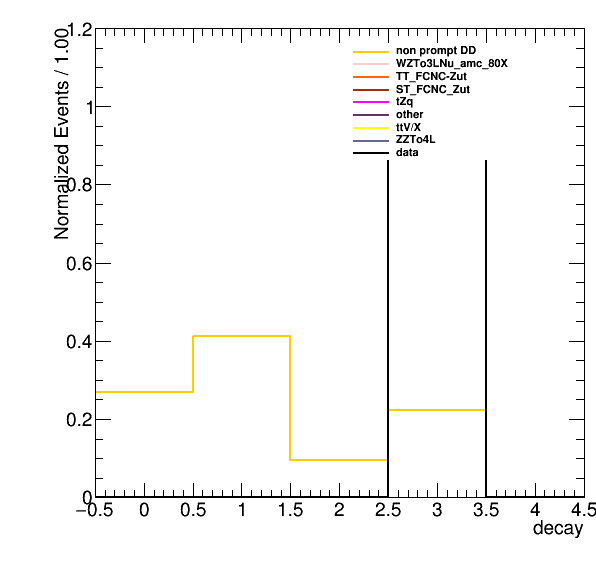 Normalized Events / 1.00
1.2
1
0.8
0.6
0.4
0.2
0
non prompt DD
WZTo3LNu_amc_80X
TT_FCNC-Zut
ST_FCNC_Zut
tZq
other
ttV/X
ZZTo4L
data
−0.5 0 0.5 1 1.5 2 2.5 3 3.5 4 4.5
decay